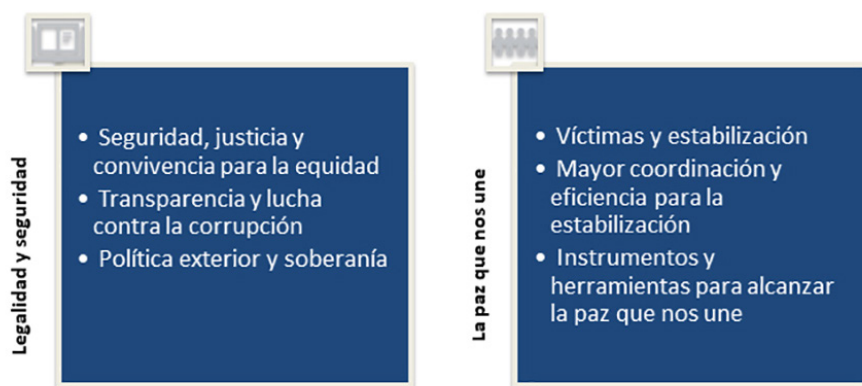 Legalidad y seguridad
• Seguridad, justicia y
convivencia para la equidad
• Transparencia y lucha
contra la corrupción
• Política exterior y soberanía
La paz que nos une
• Víctimas y estabilización
• Mayor coordinación y
eficiencia para la
estabilización
• Instrumentos y
herramientas para alcanzar
la paz que nos une